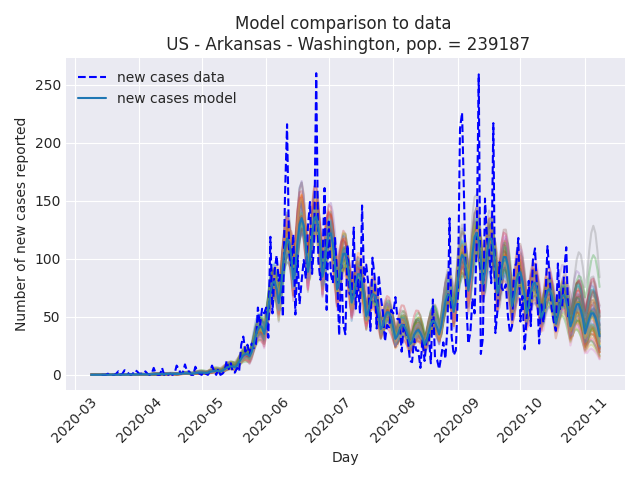 Model comparison to data
US - Arkansas - Washington, pop. = 239187
new cases data
new cases model
Number of new cases reported
250
200
150
100
50
0
2020-03
2020-04
2020-05
2020-06
2020-07
2020-08
2020-09
2020-10
2020-11
Day